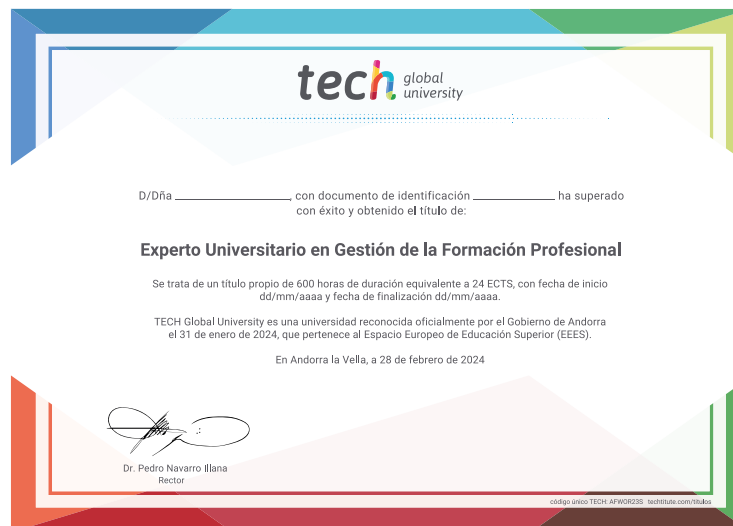 tech global
university
D/Dña ____________________, con documento de identificación ______________ ha superado
con éxito y obtenido el título de:
Experto Universitario en Gestión de la Formación Profesional
Se trata de un título propio de 600 horas de duración equivalente a 24 ECTS, con fecha de inicio
dd/mm/aaaa y fecha de finalización dd/mm/aaaa.
TECH Global University es una universidad reconocida oficialmente por el Gobierno de Andorra
el 31 de enero de 2024, que pertenece al Espacio Europeo de Educación Superior (EEES).
En Andorra la Vella, a 28 de febrero de 2024
Dr. Pedro Navarro Illana
Rector
código único TECH: AFWOR23S techtitute.com/titulos